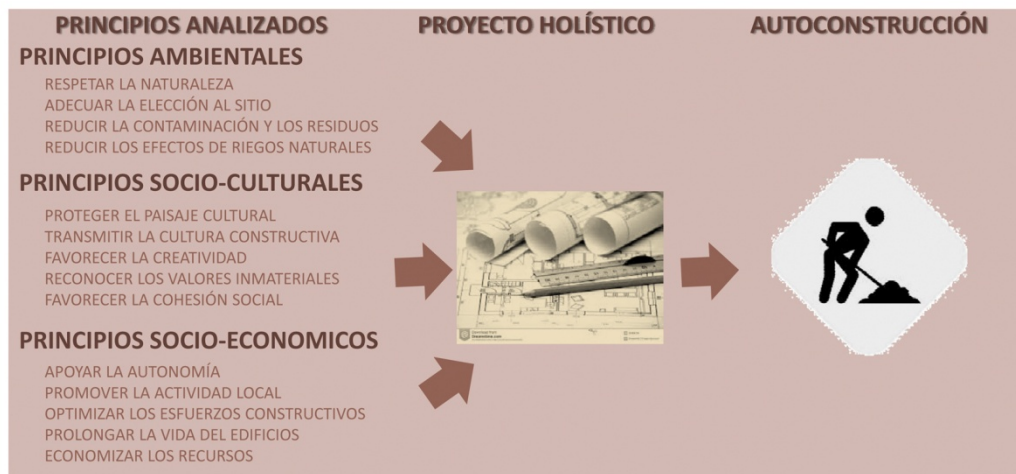 PRINCIPIOS ANALIZADOS
PROYECTO HOLÍSTICO
AUTOCONSTRUCCIÓN
PRINCIPIOS AMBIENTALES
RESPETAR LA NATURALEZA
ADECUAR LA ELECCIÓN AL SITIO
REDUCIR LA CONTAMINACIÓN Y LOS RESIDUOS
REDUCIR LOS EFECTOS DE RIEGOS NATURALES
PRINCIPIOS SOCIO-CULTURALES
PROTEGER EL PAISAJE CULTURAL
TRANSMITIR LA CULTURA CONSTRUCTIVA
FAVORECER LA CREATIVIDAD
RECONOCER LOS VALORES INMATERIALES
FAVORECER LA COHESIÓN SOCIAL
PRINCIPIOS SOCIO-ECONOMICOS
APOYAR LA AUTONOMÍA
PROMOVER LA ACTIVIDAD LOCAL
OPTIMIZAR LOS ESFUERZOS CONSTRUCTIVOS
PROLONGAR LA VIDA DEL EDIFICIOS
ECONOMIZAR LOS RECURSOS